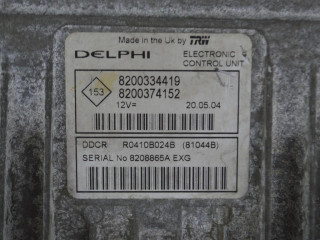 Made in the Uk by TRW
DELPHI ELECTRONIC
CONTROL UNIT
153
8200334419
8200374152
12V= 20.05.04
DDCR R0410B024B (81044B)
SERIAL No 8208865A EXG